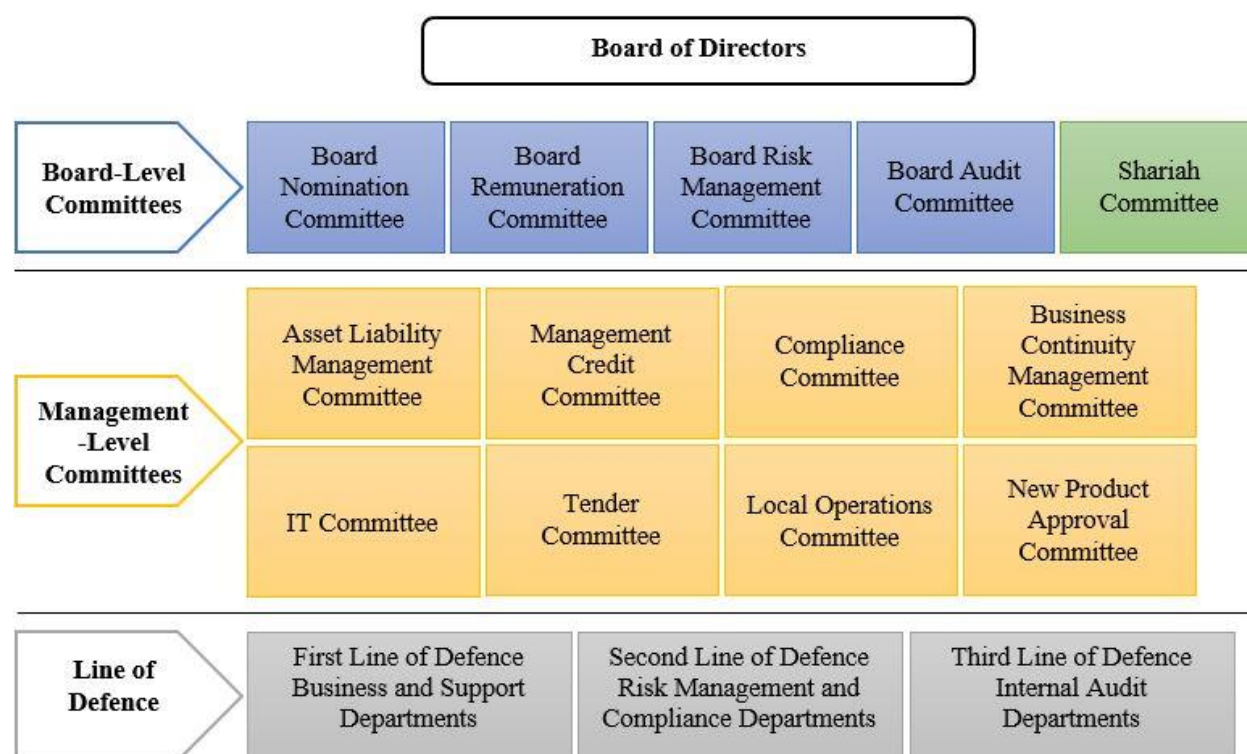 Board of Directors
Board-Level
Committees
Board
Nomination
Committee
Board
Remuneration
Committee
Board Risk
Management
Committee
Board Audit
Committee
Shariah
Committee
Management
-Level
Committees
Asset Liability
Management
Committee
Management
Credit
Committee
Compliance
Committee
Business
Continuity
Management
Committee
IT Committee
Tender
Committee
Local Operations
Committee
New Product
Approval
Committee
Line of
Defence
First Line of Defence
Business and Support
Departments
Second Line of Defence
Risk Management and
Compliance Departments
Third Line of Defence
Internal Audit
Departments